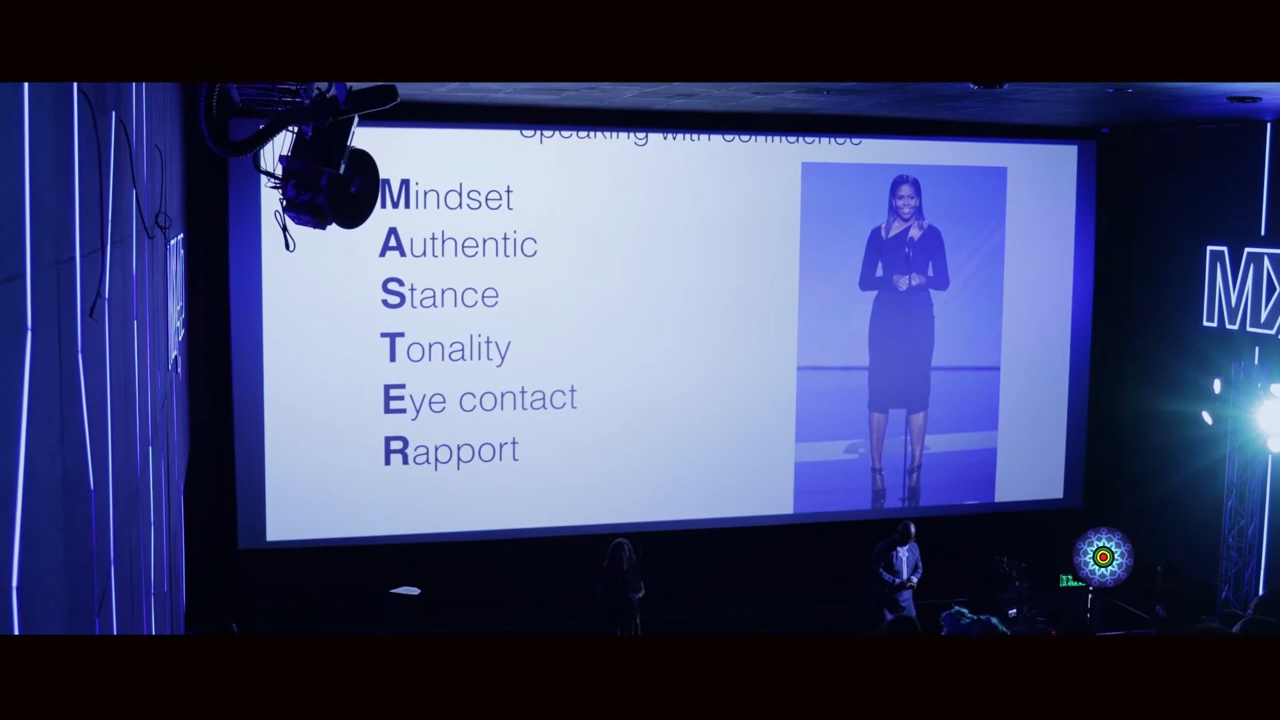 Speaking with confidence
Mindset
Authentic
Stance
Tonality
Eye contact
Rapport